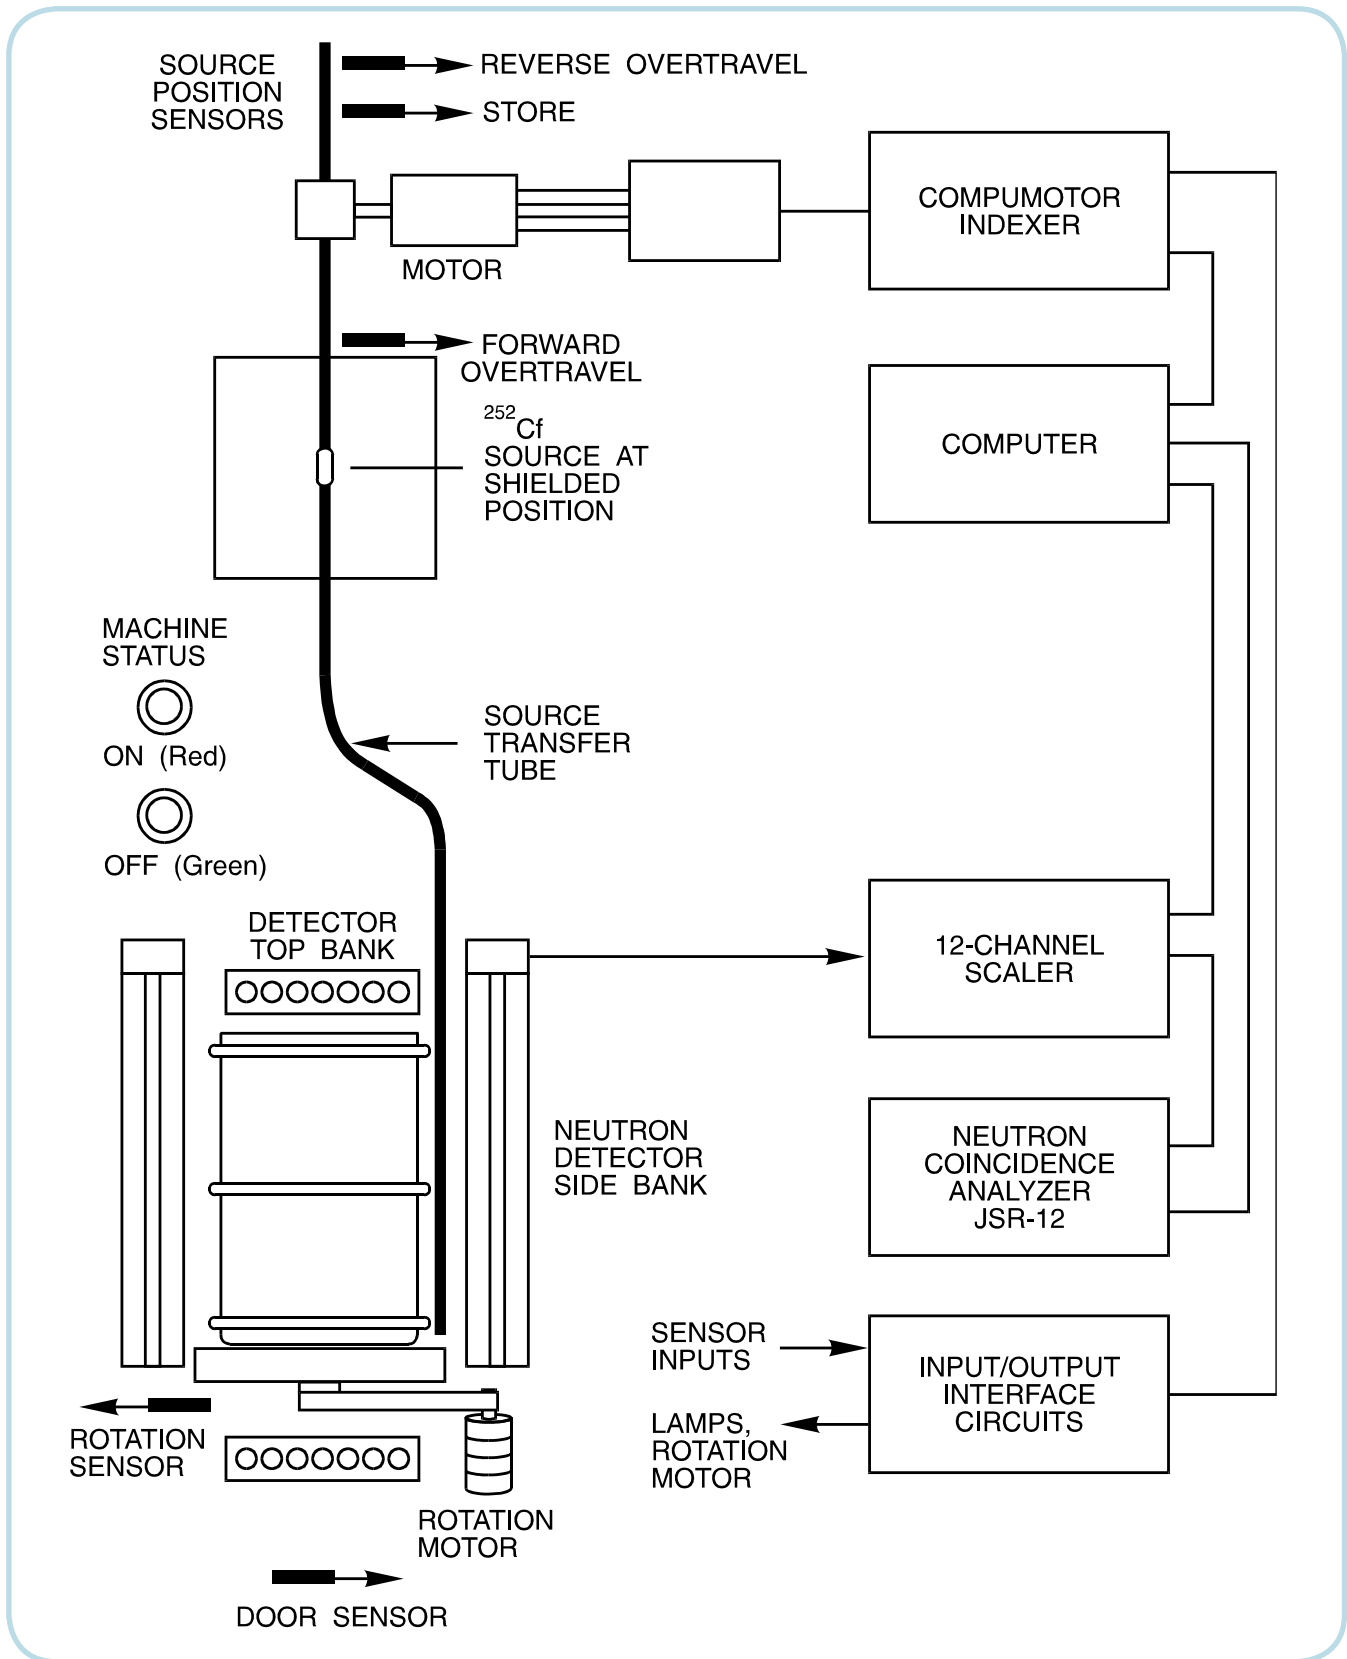 SOURCE
POSITION
SENSORS
REVERSE OVERTRAVEL
STORE
MOTOR
COMPUMOTOR
INDEXER
FORWARD
OVERTRAVEL
252Cf
SOURCE AT
SHIELDED
POSITION
COMPUTER
MACHINE
STATUS
ON (Red)
OFF (Green)
SOURCE
TRANSFER
TUBE
DETECTOR
TOP BANK
12-CHANNEL
SCALER
NEUTRON
DETECTOR
SIDE BANK
NEUTRON
COINCIDENCE
ANALYZER
JSR-12
SENSOR
INPUTS
LAMPS,
ROTATION
MOTOR
INPUT/OUTPUT
INTERFACE
CIRCUITS
ROTATION
SENSOR
ROTATION
MOTOR
DOOR SENSOR